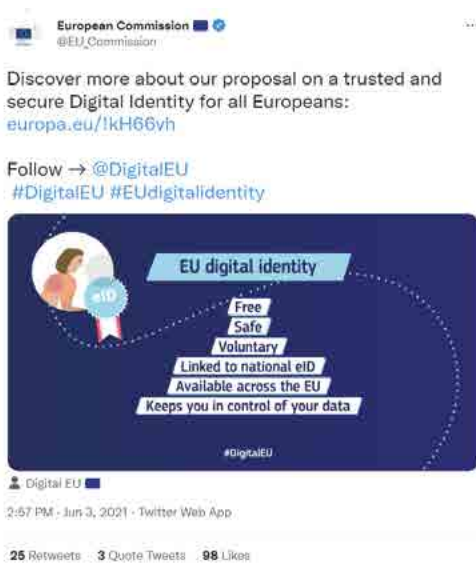 European Commission
@EU_Commission
Discover more about our proposal on a trusted and
secure Digital Identity for all Europeans:
europa.eu/!kH66vh
Follow → @DigitalEU
#DigitalEU #EUdigitalidentity
eID
EU digital identity
Free
Safe
Voluntary
Linked to national eID
Available across the EU
Keeps you in control of your data
#DigitalEU
Digital EU
2:57 PM · Jun 3, 2021 · Twitter Web App
25 Retweets 3 Quote Tweets 98 Likes